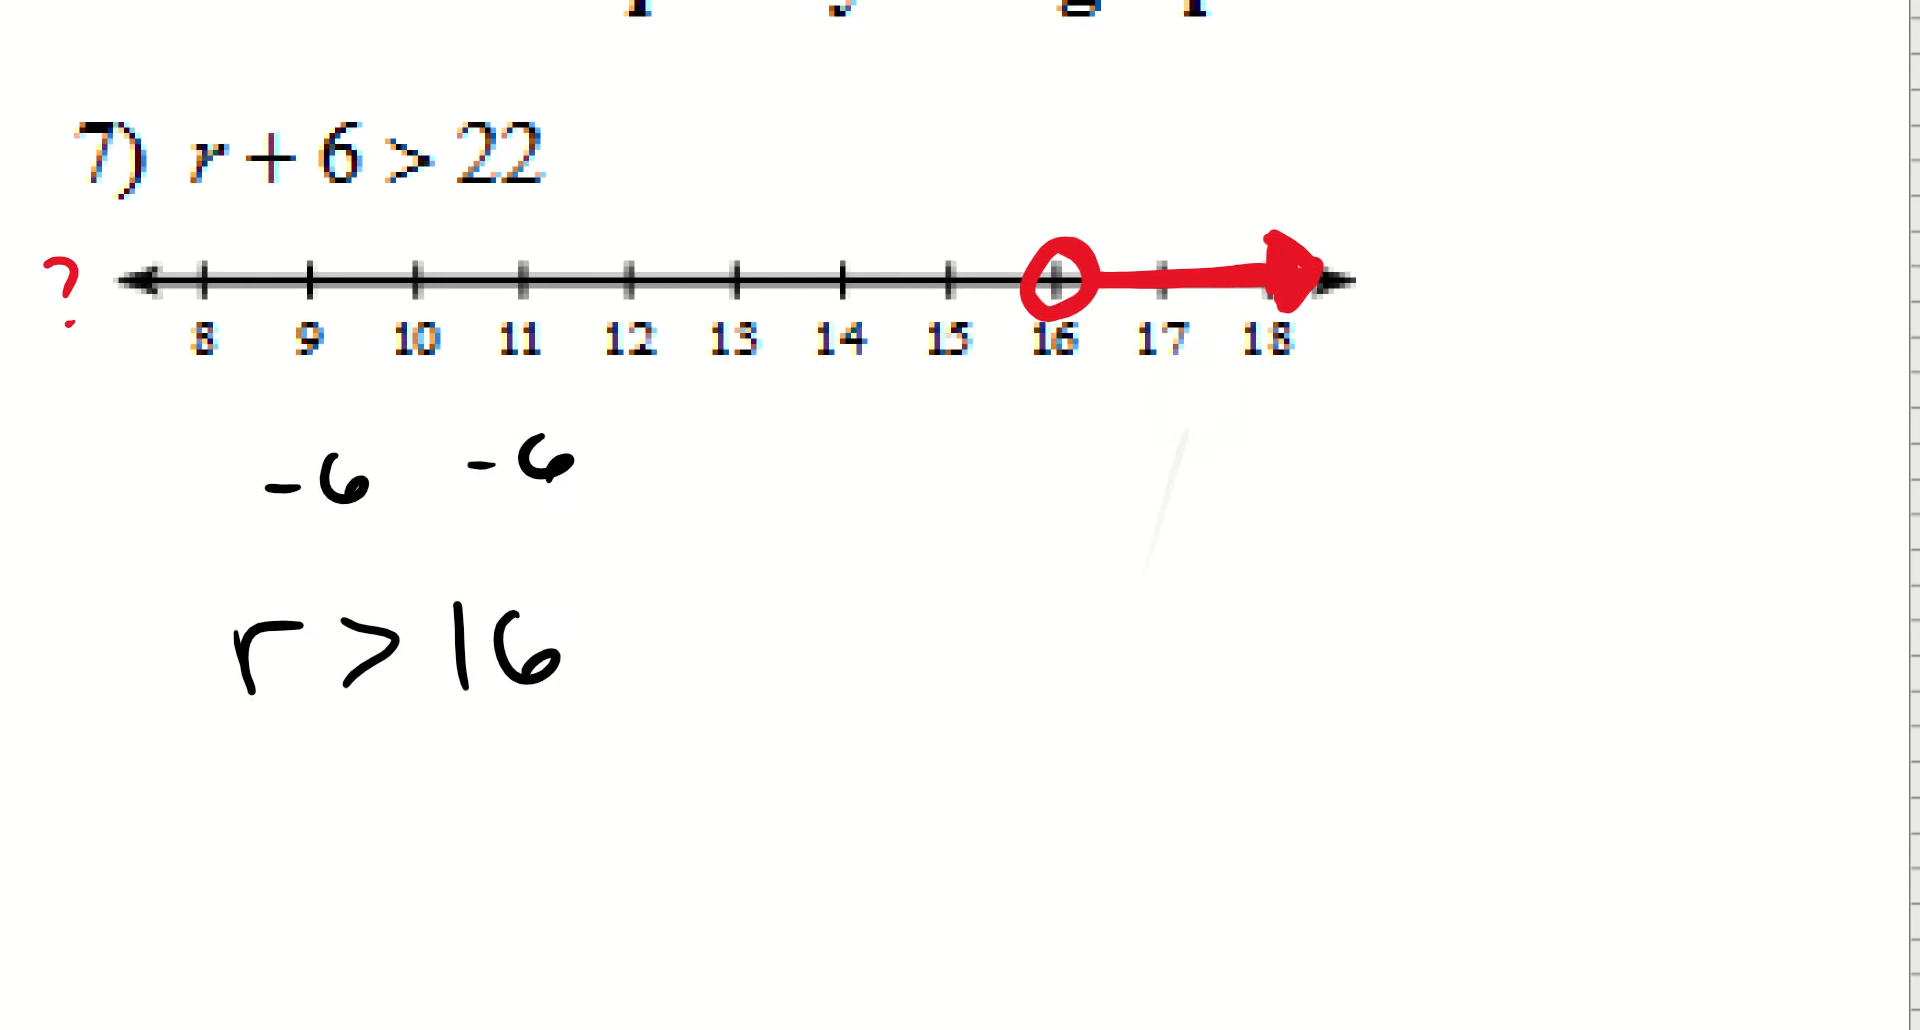 7) r + 6 > 22
?
8 9 10 11 12 13 14 15 16 17 18
-6 -6
r > 16